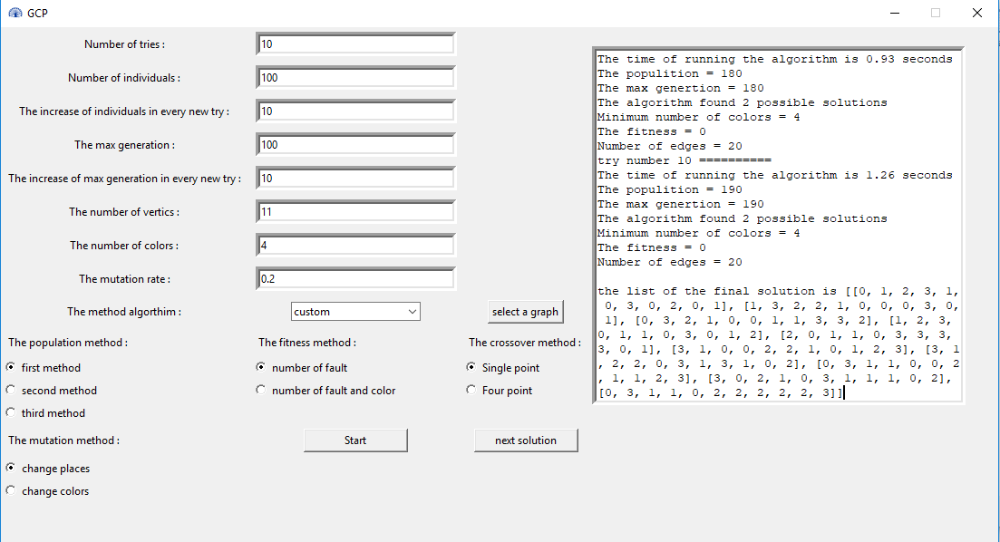 GCP
Number of tries :
10
Number of individuals :
100
The increase of individuals in every new try :
10
The max generation :
100
The increase of max generation in every new try :
10
The number of vertics :
11
The number of colors :
4
The mutation rate :
0.2
The method algorthim :
custom
select a graph
The population method :
first method
second method
third method
The fitness method :
number of fault
number of fault and color
The crossover method :
Single point
Four point
The mutation method :
change places
change colors
Start
next solution
The time of running the algorithm is 0.93 seconds
The populition = 180
The max genertion = 180
The algorithm found 2 possible solutions
Minimum number of colors = 4
The fitness = 0
Number of edges = 20
try number 10 ==========
The time of running the algorithm is 1.26 seconds
The populition = 190
The max genertion = 190
The algorithm found 2 possible solutions
Minimum number of colors = 4
The fitness = 0
Number of edges = 20
the list of the final solution is [[0, 1, 2, 3, 1,
0, 3, 0, 2, 0, 1], [1, 3, 2, 2, 1, 0, 0, 0, 3, 0,
1], [0, 3, 2, 1, 0, 0, 1, 1, 3, 3, 2], [1, 2, 3,
0, 1, 1, 0, 3, 0, 1, 2], [2, 0, 1, 1, 0, 3, 3, 3,
3, 0, 1], [3, 1, 0, 0, 2, 2, 1, 0, 1, 2, 3], [3, 1
, 2, 2, 0, 3, 1, 3, 1, 0, 2], [0, 3, 1, 1, 0, 0, 2
, 1, 1, 2, 3], [3, 0, 2, 1, 0, 3, 1, 1, 1, 0, 2],
[0, 3, 1, 1, 0, 2, 2, 2, 2, 2, 3]]